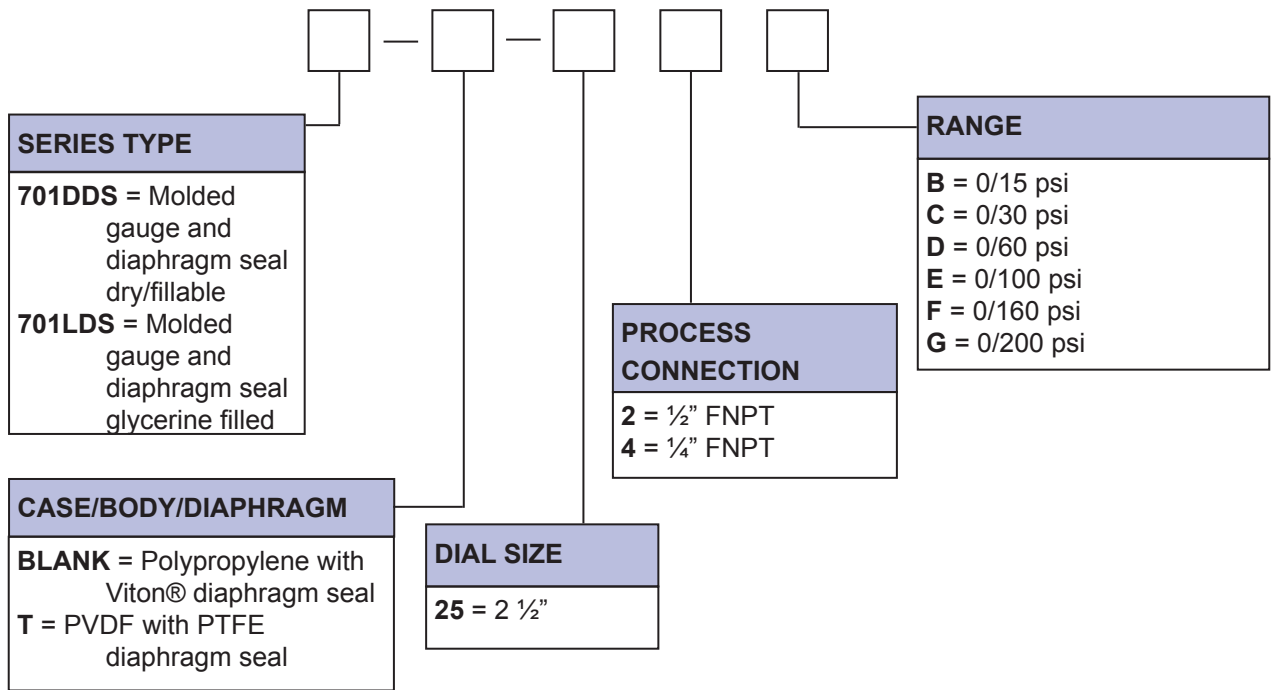 SERIES TYPE
701DDS = Molded
gauge and
diaphragm seal
dry/fillable
701LDS = Molded
gauge and
diaphragm seal
glycerine filled
CASE/BODY/DIAPHRAGM
BLANK = Polypropylene with
Viton® diaphragm seal
T = PVDF with PTFE
diaphragm seal
DIAL SIZE
25 = 2 ½”
PROCESS
CONNECTION
2 = ½” FNPT
4 = ¼” FNPT
RANGE
B = 0/15 psi
C = 0/30 psi
D = 0/60 psi
E = 0/100 psi
F = 0/160 psi
G = 0/200 psi